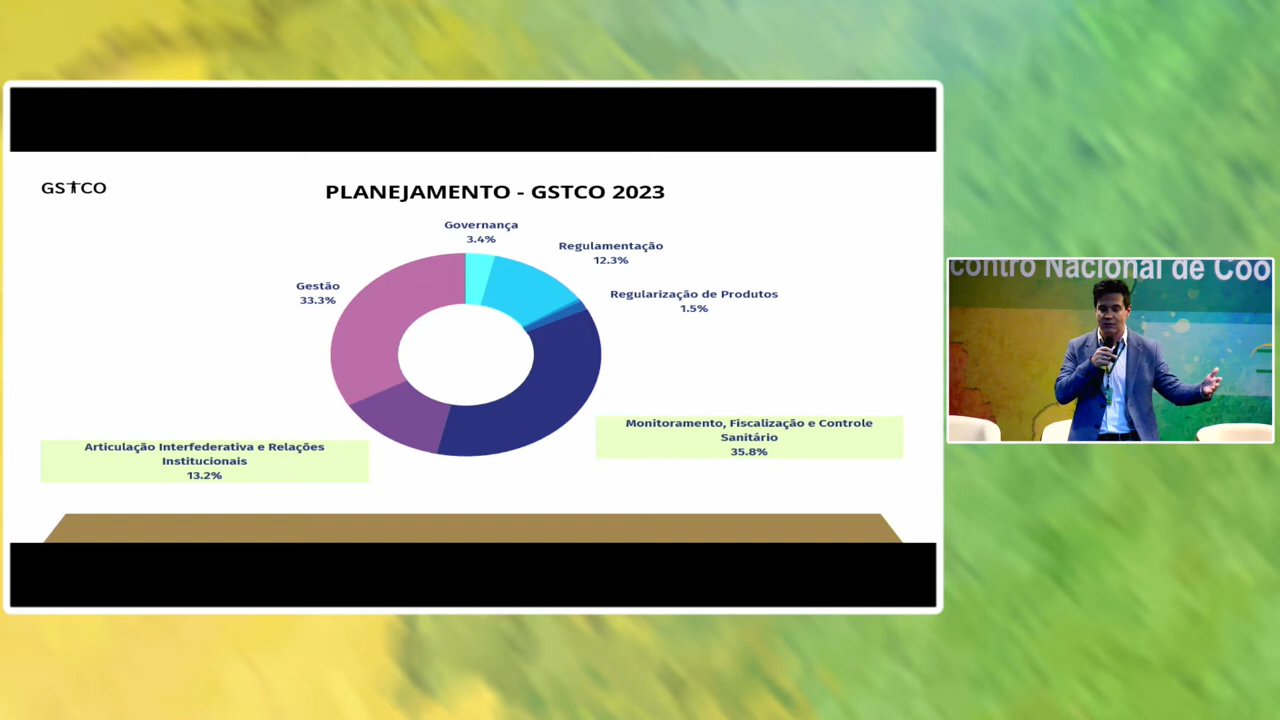 GSTCO
PLANEJAMENTO - GSTCO 2023
Governança
3.4%
Regulamentação
12.3%
Gestão
33.3%
Regularização de Produtos
1.5%
Monitoramento, Fiscalização e Controle
Sanitário
35.8%
Articulação Interfederativa e Relações
Institucionais
13.2%
contro Nacional de Coo